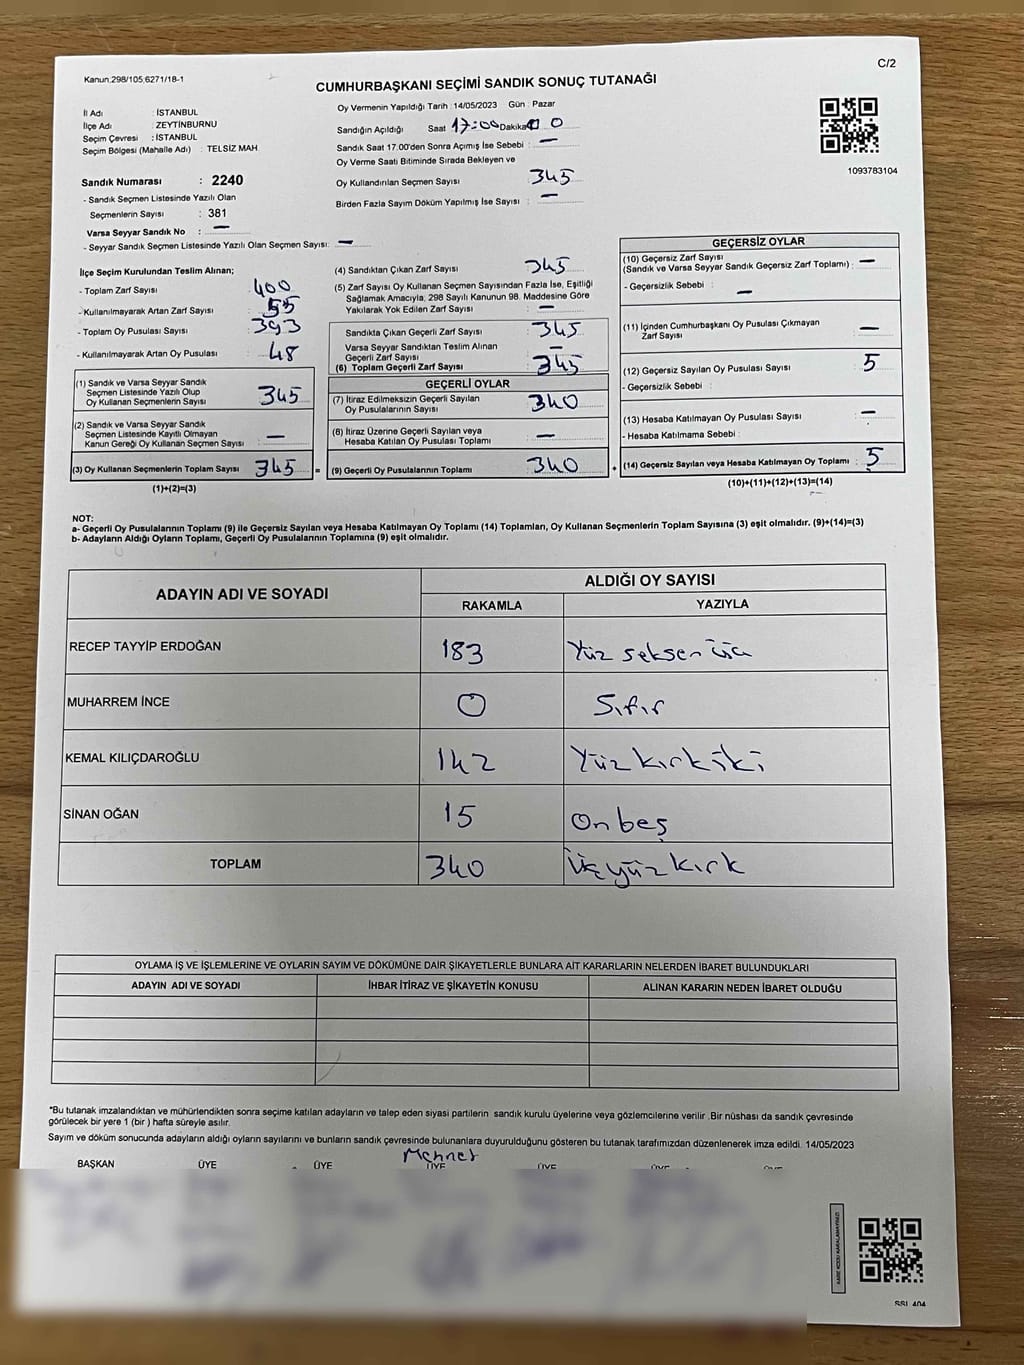 Kanun.298/105,6271/18-1
C/2
CUMHURBAŞKANI SEÇİMİ SANDIK SONUÇ TUTANAĞI
İl Adı : İSTANBUL
İlçe Adı : ZEYTİNBURNU
Seçim Çevresi : İSTANBUL
Seçim Bölgesi (Mahalle Adı) : TELSİZ MAH.
Sandık Numarası : 2240
- Sandık Seçmen Listesinde Yazılı Olan
Seçmenlerin Sayısı : 381
Varsa Seyyar Sandık No : —
- Seyyar Sandık Seçmen Listesinde Yazılı Olan Seçmen Sayısı: —
Oy Vermenin Yapıldığı Tarih : 14/05/2023 Gün : Pazar
Sandığın Açıldığı Saat 17:00 Dakika 0
Sandık Saat 17.00'den Sonra Açımış İse Sebebi : —
Oy Verme Saati Bitiminde Sırada Bekleyen ve
Oy Kullandırılan Seçmen Sayısı 345
Birden Fazla Sayım Döküm Yapılmış İse Sayısı : —
1093783104
İlçe Seçim Kurulundan Teslim Alınan;
- Toplam Zarf Sayısı 400
- Kullanılmayarak Artan Zarf Sayısı 55
- Toplam Oy Pusulası Sayısı 393
- Kullanılmayarak Artan Oy Pusulası 48
(1) Sandık ve Varsa Seyyar Sandık
Seçmen Listesinde Yazılı Olup
Oy Kullanan Seçmenlerin Sayısı 345
(2) Sandık ve Varsa Seyyar Sandık
Seçmen Listesinde Kayıtlı Olmayan
Kanun Gereği Oy Kullanan Seçmen Sayısı : —
(3) Oy Kullanan Seçmenlerin Toplam Sayısı 345 =
(1)+(2)=(3)
(4) Sandıktan Çıkan Zarf Sayısı 345
(5) Zarf Sayısı Oy Kullanan Seçmen Sayısından Fazla İse, Eşitliği
Sağlamak Amacıyla, 298 Sayılı Kanunun 98. Maddesine Göre
Yakılarak Yok Edilen Zarf Sayısı : —
Sandıkta Çıkan Geçerli Zarf Sayısı 345
Varsa Seyyar Sandıktan Teslim Alınan
Geçerli Zarf Sayısı —
(6) Toplam Geçerli Zarf Sayısı : 345
GEÇERLİ OYLAR
(7) İtiraz Edilmeksizin Geçerli Sayılan
Oy Pusulalarının Sayısı : 340
(8) İtiraz Üzerine Geçerli Sayılan veya
Hesaba Katılan Oy Pusulası Toplamı : —
(9) Geçerli Oy Pusulalarının Toplamı : 340 +
GEÇERSİZ OYLAR
(10) Geçersiz Zarf Sayısı
(Sandık ve Varsa Seyyar Sandık Geçersiz Zarf Toplamı) : —
- Geçersizlik Sebebi : —
(11) İçinden Cumhurbaşkanı Oy Pusulası Çıkmayan
Zarf Sayısı : —
(12) Geçersiz Sayılan Oy Pusulası Sayısı : 5
- Geçersizlik Sebebi :
(13) Hesaba Katılmayan Oy Pusulası Sayısı : —
- Hesaba Katılmama Sebebi :
(14) Geçersiz Sayılan veya Hesaba Katılmayan Oy Toplamı : 5
(10)+(11)+(12)+(13)=(14)
NOT:
a- Geçerli Oy Pusulalarının Toplamı (9) ile Geçersiz Sayılan veya Hesaba Katılmayan Oy Toplamı (14) Toplamları, Oy Kullanan Seçmenlerin Toplam Sayısına (3) eşit olmalıdır. (9)+(14)=(3)
b- Adayların Aldığı Oyların Toplamı, Geçerli Oy Pusulalarının Toplamına (9) eşit olmalıdır.
ADAYIN ADI VE SOYADI ALDIĞI OY SAYISI
RAKAMLA YAZIYLA
RECEP TAYYİP ERDOĞAN 183 Yüz seksen üç
MUHARREM İNCE 0 Sıfır
KEMAL KILIÇDAROĞLU 142 Yüz kırk iki
SİNAN OĞAN 15 On beş
TOPLAM 340 Üç yüz kırk
OYLAMA İŞ VE İŞLEMLERİNE VE OYLARIN SAYIM VE DÖKÜMÜNE DAİR ŞİKAYETLERLE BUNLARA AİT KARARLARIN NELERDEN İBARET BULUNDUKLARI
ADAYIN ADI VE SOYADI İHBAR İTİRAZ VE ŞİKAYETİN KONUSU ALINAN KARARIN NEDEN İBARET OLDUĞU
*Bu tutanak imzalandıktan ve mühürlendikten sonra seçime katılan adayların ve talep eden siyasi partilerin sandık kurulu üyelerine veya gözlemcilerine verilir .Bir nüshası da sandık çevresinde
görülecek bir yere 1 (bir ) hafta süreyle asılır.
Sayım ve döküm sonucunda adayların aldığı oyların sayılarını ve bunların sandık çevresinde bulunanlara duyurulduğunu gösteren bu tutanak tarafımızdan düzenlenerek imza edildi. 14/05/2023
Mehmet
BAŞKAN ÜYE ÜYE ÜYE ÜYE ÜYE
KARE KODU KARALAMAYINIZ!
SSI_404